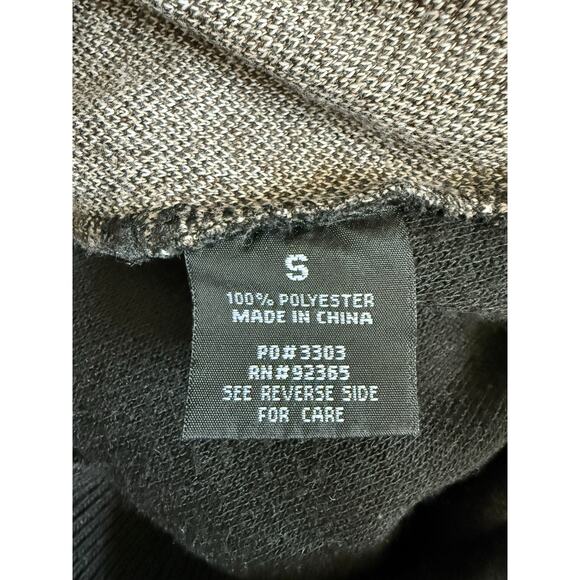 S
100% POLYESTER
MADE IN CHINA
PO#3303
RN#92365
SEE REVERSE SIDE
FOR CARE